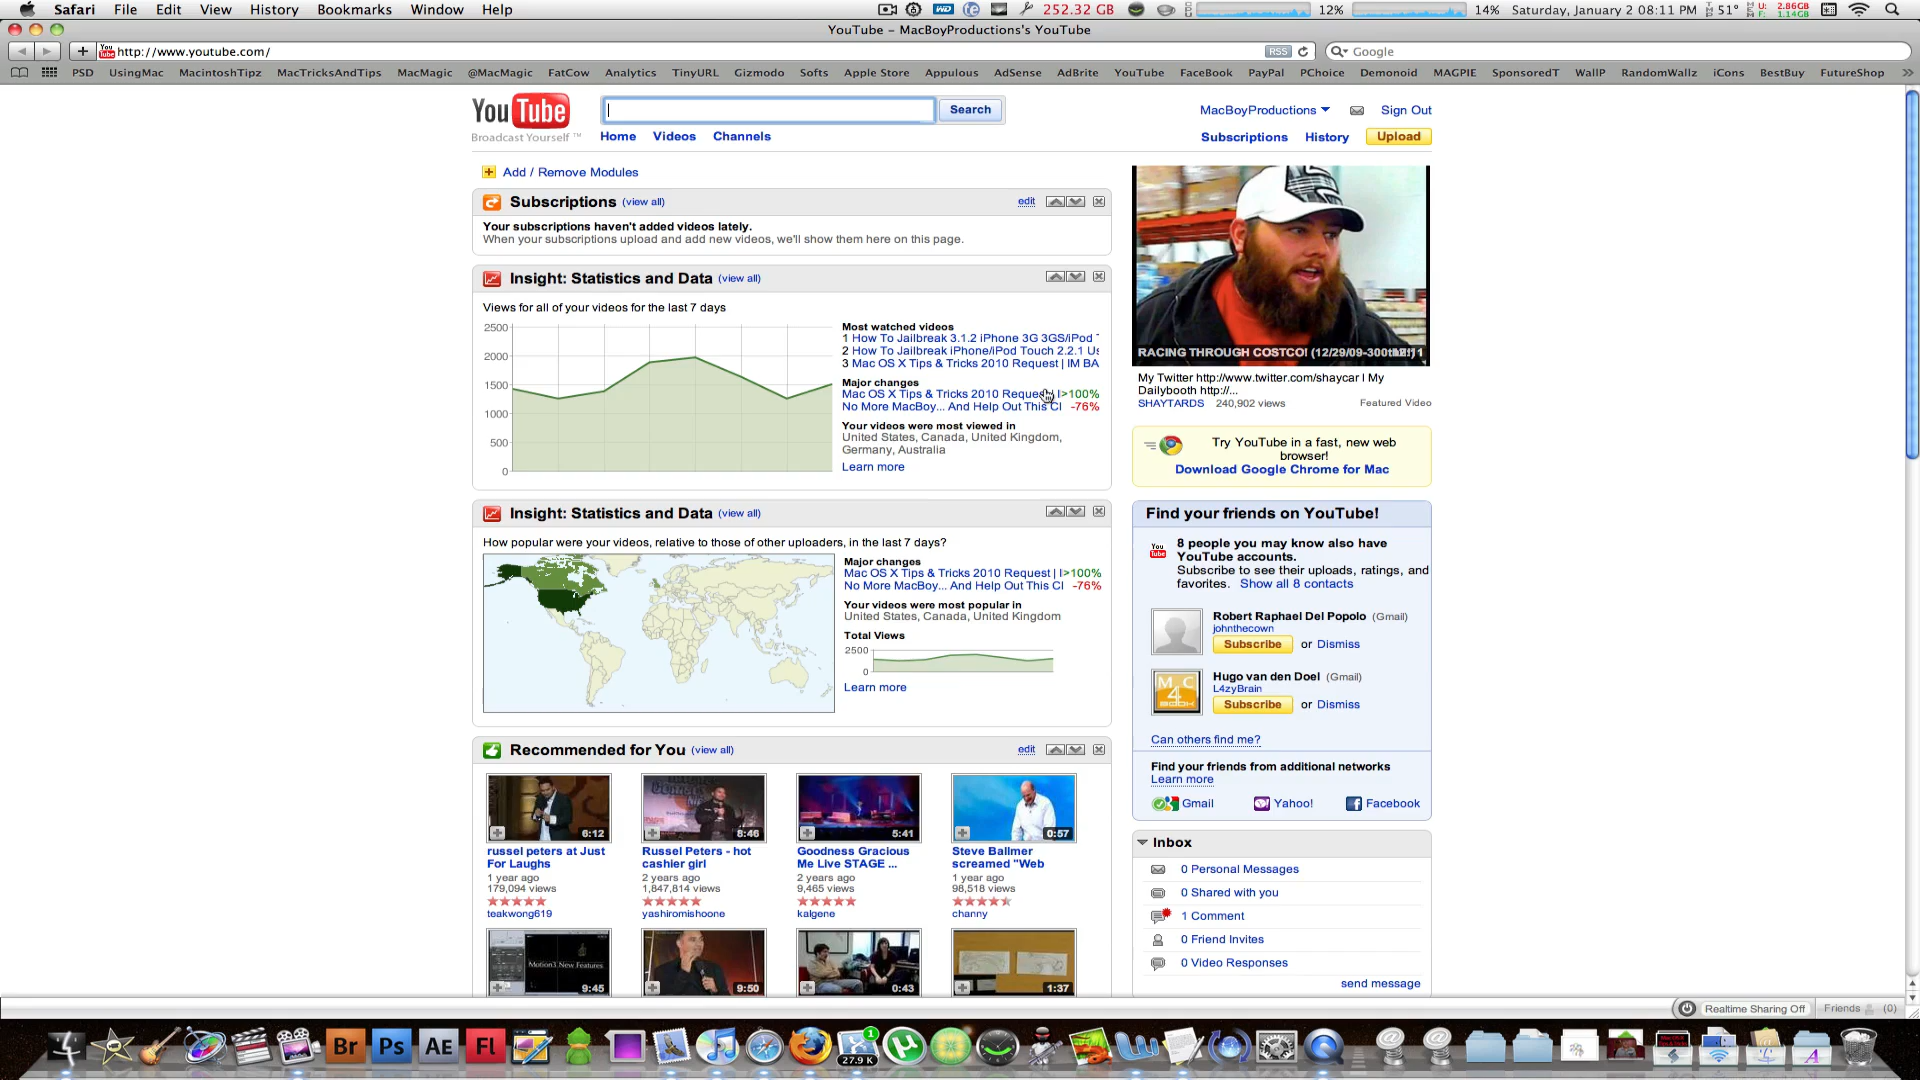 Safari File Edit View History Bookmarks Window Help 252.32 GB 12% 14% Saturday, January 2 08:11 PM 51° U: 2.86GB F: 1.14GB
YouTube – MacBoyProductions's YouTube
http://www.youtube.com/ RSS Google
PSD UsingMac MacintoshTipz MacTricksAndTips MacMagic @MacMagic FatCow Analytics TinyURL Gizmodo Softs Apple Store Appulous AdSense AdBrite YouTube FaceBook PayPal PChoice Demonoid MAGPIE SponsoredT WallP RandomWallz iCons BestBuy FutureShop
YouTube Search MacBoyProductions Sign Out
Broadcast Yourself ™ Home Videos Channels Subscriptions History Upload
Add / Remove Modules
Subscriptions (view all) edit
Your subscriptions haven't added videos lately.
When your subscriptions upload and add new videos, we'll show them here on this page.
Insight: Statistics and Data (view all)
Views for all of your videos for the last 7 days
2500
2000
1500
1000
500
0
Most watched videos
1 How To Jailbreak 3.1.2 iPhone 3G 3GS/iPod
2 How To Jailbreak iPhone/iPod Touch 2.2.1 Us
3 Mac OS X Tips & Tricks 2010 Request | IM BA
Major changes
Mac OS X Tips & Tricks 2010 Request >100%
No More MacBoy... And Help Out This Cl -76%
Your videos were most viewed in
United States, Canada, United Kingdom,
Germany, Australia
Learn more
Insight: Statistics and Data (view all)
How popular were your videos, relative to those of other uploaders, in the last 7 days?
Major changes
Mac OS X Tips & Tricks 2010 Request | I>100%
No More MacBoy... And Help Out This Cl -76%
Your videos were most popular in
United States, Canada, United Kingdom
Total Views
2500
0
Learn more
Recommended for You (view all) edit
6:12 8:46 5:41 0:57
russel peters at Just
For Laughs
1 year ago
179,094 views
teakwong619
Russel Peters - hot
cashier girl
2 years ago
1,847,814 views
yashiromishoone
Goodness Gracious
Me Live STAGE ...
2 years ago
9,465 views
kalgene
Steve Ballmer
screamed "Web
1 year ago
98,518 views
channy
Motion3 New Features
9:45 9:50 0:43 1:37
RACING THROUGH COSTCO! (12/29/09-300
My Twitter http://www.twitter.com/shaycarl My
Dailybooth http://...
SHAYTARDS 240,902 views Featured Video
Try YouTube in a fast, new web
browser!
Download Google Chrome for Mac
Find your friends on YouTube!
You Tube
8 people you may know also have
YouTube accounts.
Subscribe to see their uploads, ratings, and
favorites. Show all 8 contacts
Robert Raphael Del Popolo (Gmail)
johnthecown
Subscribe or Dismiss
Hugo van den Doel (Gmail)
L4zyBrain
Subscribe or Dismiss
Can others find me?
Find your friends from additional networks
Learn more
Gmail Yahoo! Facebook
Inbox
0 Personal Messages
0 Shared with you
1 Comment
0 Friend Invites
0 Video Responses
send message
Realtime Sharing Off Friends (0)
Br Ps AE Fl 1 27.9 K